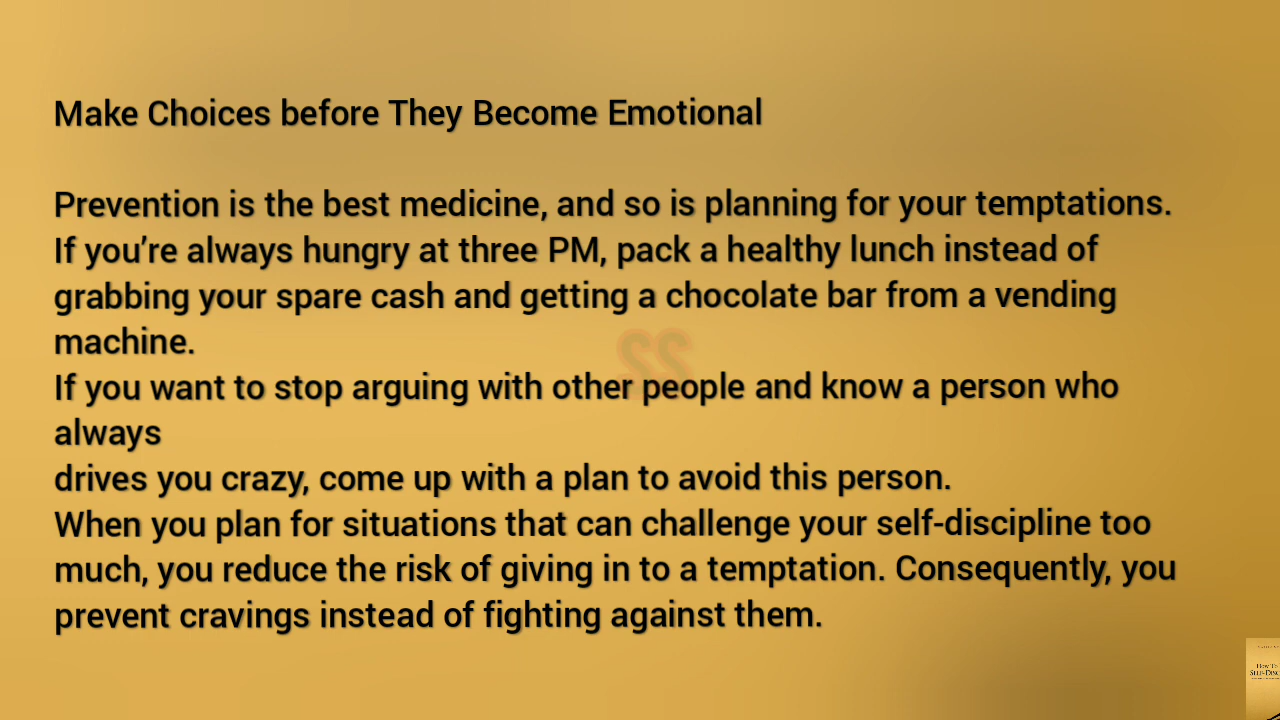 Make Choices before They Become Emotional
Prevention is the best medicine, and so is planning for your temptations.
If you’re always hungry at three PM, pack a healthy lunch instead of
grabbing your spare cash and getting a chocolate bar from a vending
machine.
If you want to stop arguing with other people and know a person who
always
drives you crazy, come up with a plan to avoid this person.
When you plan for situations that can challenge your self-discipline too
much, you reduce the risk of giving in to a temptation. Consequently, you
prevent cravings instead of fighting against them.
SS
How To